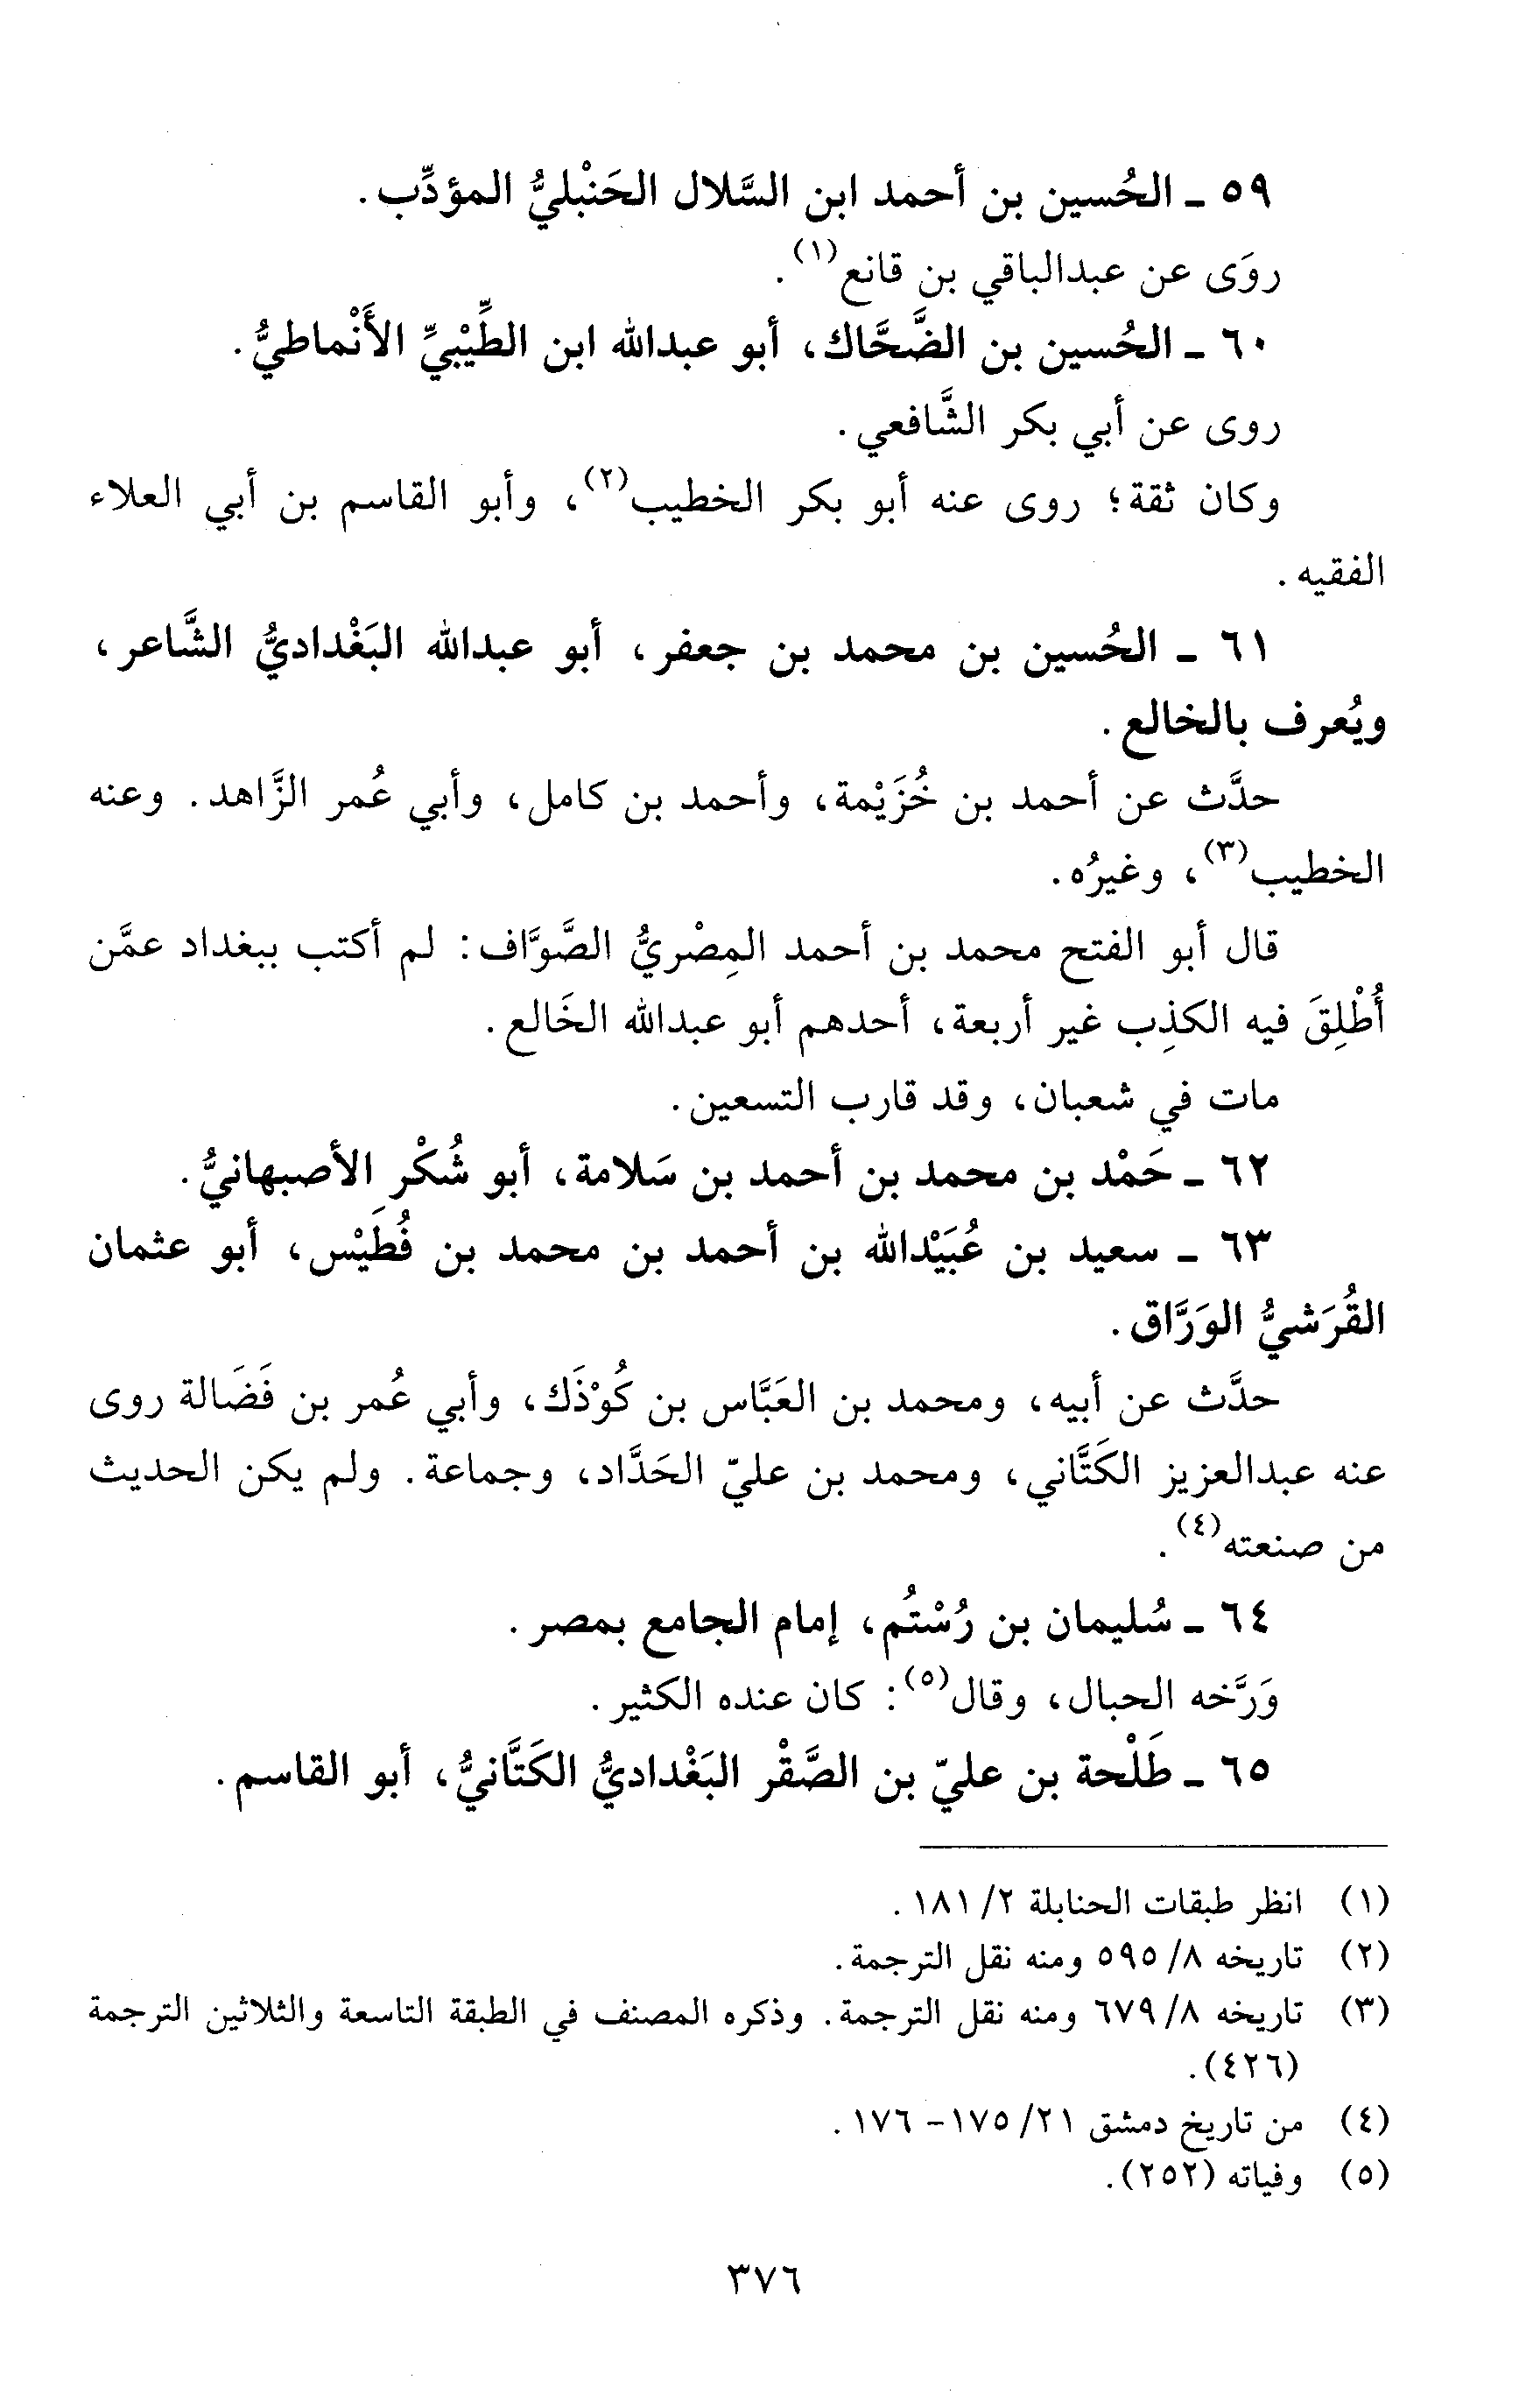 ٥٩ ـ الحُسين بن أحمد ابن السَّلال الحَنْبليُّ المؤدِّب.
روَى عن عبدالباقي بن قانع(١).
٦٠ ـ الحُسين بن الضَّحَّاك، أبو عبدالله ابن الطِّيْبيِّ الأَنْماطيُّ.
روى عن أبي بكر الشَّافعي.
وكان ثقة؛ روى عنه أبو بكر الخطيب(٢)، وأبو القاسم بن أبي العلاء
الفقيه.
٦١ ـ الحُسين بن محمد بن جعفر، أبو عبدالله البَغْداديُّ الشَّاعر،
ويُعرف بالخالع.
حدَّث عن أحمد بن خُزَيْمة، وأحمد بن كامل، وأبي عُمر الزَّاهد. وعنه
الخطيب(٣)، وغيرُه.
قال أبو الفتح محمد بن أحمد المِصْريُّ الصَّوَّاف: لم أكتب ببغداد عمَّن
أُطْلِقَ فيه الكذِب غير أربعة، أحدهم أبو عبدالله الخَالع.
مات في شعبان، وقد قارب التسعين.
٦٢ ـ حَمْد بن محمد بن أحمد بن سَلامة، أبو شُكْر الأصبهانيُّ.
٦٣ ـ سعيد بن عُبَيْدالله بن أحمد بن محمد بن فُطَيْس، أبو عثمان
القُرَشيُّ الوَرَّاق.
حدَّث عن أبيه، ومحمد بن العَبَّاس بن كُوْذَك، وأبي عُمر بن فَضَالة روى
عنه عبدالعزيز الكَتَّاني، ومحمد بن عليّ الحَدَّاد، وجماعة. ولم يكن الحديث
من صنعته(٤).
٦٤ ـ سُليمان بن رُسْتُم، إمام الجامع بمصر.
وَرَّخه الحبال، وقال(٥): كان عنده الكثير.
٦٥ ـ طَلْحة بن عليّ بن الصَّقْر البَغْداديُّ الكَتَّانيُّ، أبو القاسم.
(١) انظر طبقات الحنابلة ٢/ ١٨١.
(٢) تاريخه ٨/ ٥٩٥ ومنه نقل الترجمة.
(٣) تاريخه ٨/ ٦٧٩ ومنه نقل الترجمة. وذكره المصنف في الطبقة التاسعة والثلاثين الترجمة
(٤٢٦).
(٤) من تاريخ دمشق ٢١/ ١٧٥- ١٧٦.
(٥) وفياته (٢٥٢).
٣٧٦